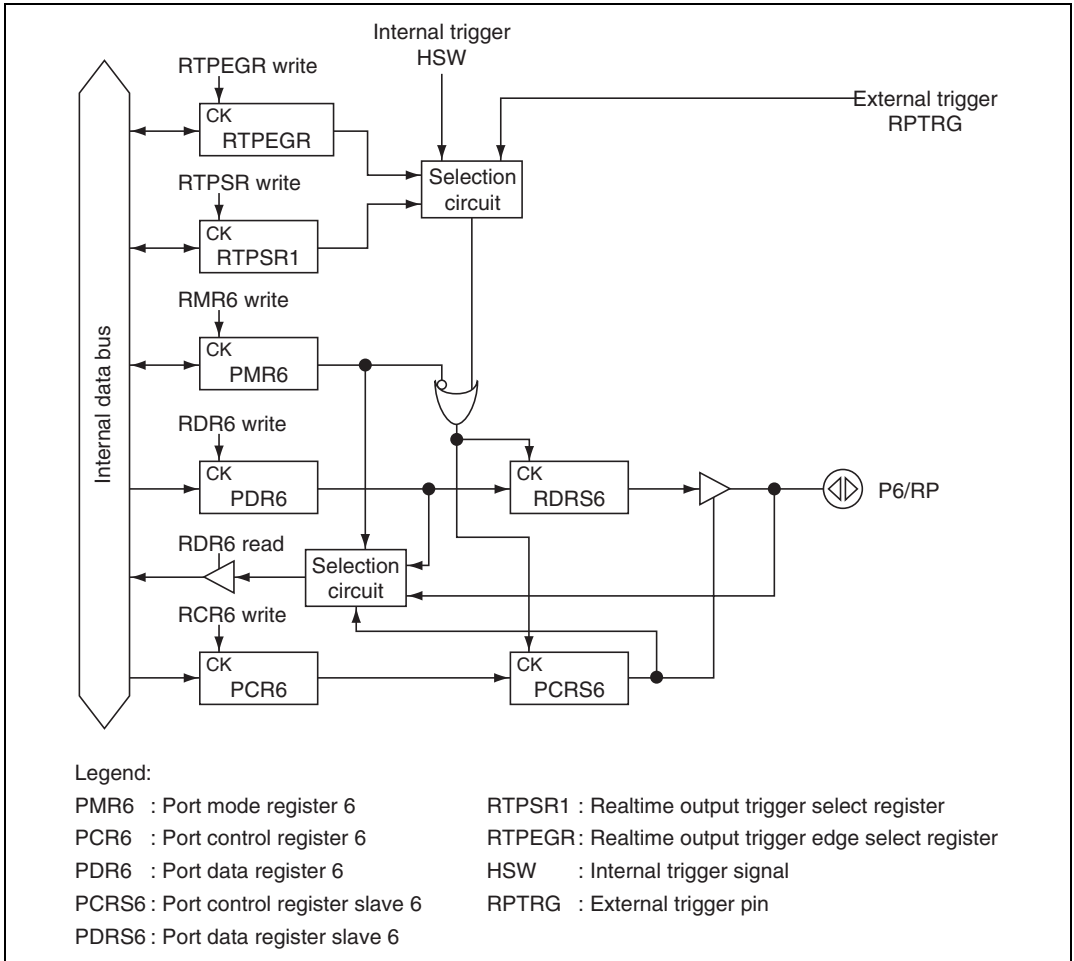 Internal trigger
HSW
RTPEGR write
External trigger
RPTRG
CK
RTPEGR
Selection
circuit
RTPSR write
CK
RTPSR1
RMR6 write
CK
PMR6
Internal data bus
RDR6 write
CK
PDR6
CK
RDRS6
P6/RP
RDR6 read
Selection
circuit
RCR6 write
CK
PCR6
CK
PCRS6
Legend:
PMR6 : Port mode register 6
PCR6 : Port control register 6
PDR6 : Port data register 6
PCRS6 : Port control register slave 6
PDRS6 : Port data register slave 6
RTPSR1 : Realtime output trigger select register
RTPEGR : Realtime output trigger edge select register
HSW : Internal trigger signal
RPTRG : External trigger pin